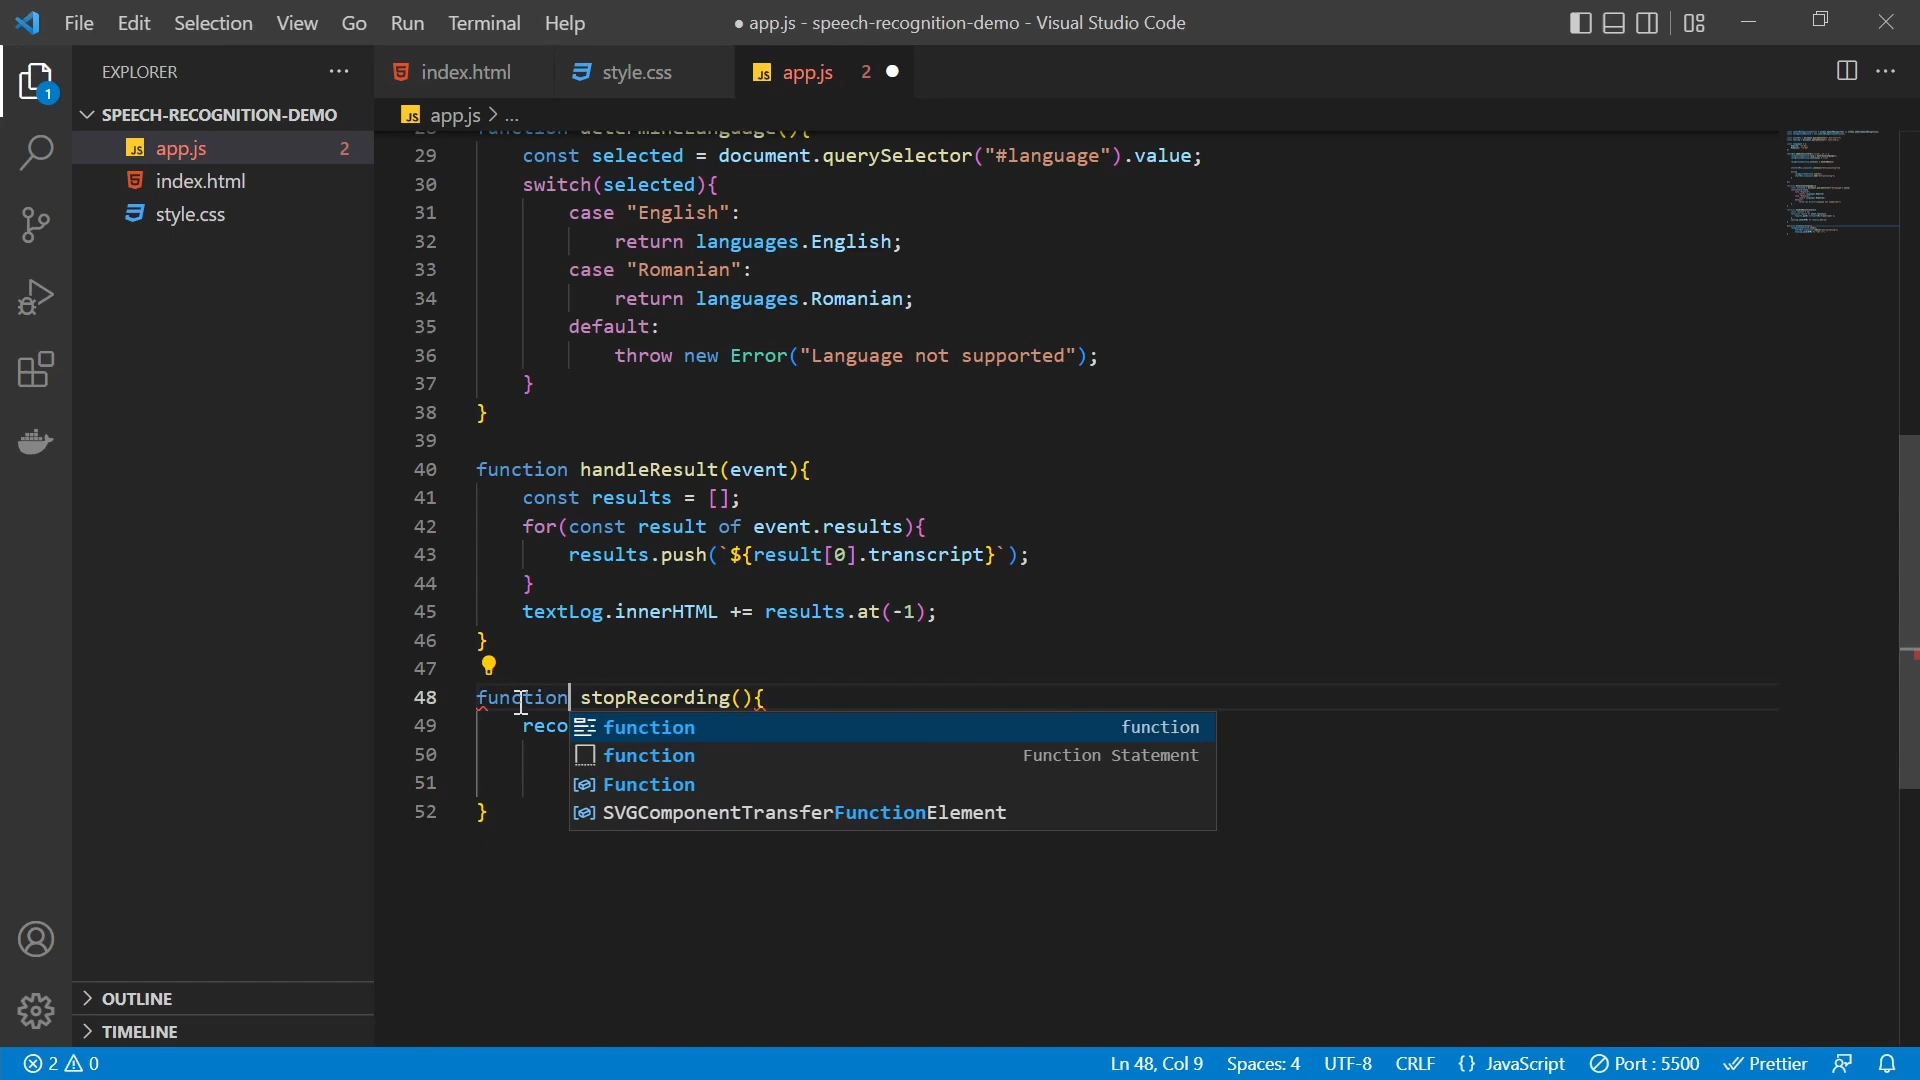 File Edit Selection View Go Run Terminal Help
● app.js - speech-recognition-demo - Visual Studio Code
EXPLORER
SPEECH-RECOGNITION-DEMO
app.js 2
index.html
style.css
1
OUTLINE
TIMELINE
index.html
style.css
app.js 2
app.js > ...
29 const selected = document.querySelector("#language").value;
30 switch(selected){
31 case "English":
32 return languages.English;
33 case "Romanian":
34 return languages.Romanian;
35 default:
36 throw new Error("Language not supported");
37 }
38 }
39
40 function handleResult(event){
41 const results = [];
42 for(const result of event.results){
43 results.push(`${result[0].transcript}`);
44 }
45 textLog.innerHTML += results.at(-1);
46 }
47
48 function stopRecording(){
49 reco
50
51
52 }
function function
function Function Statement
Function
SVGComponentTransferFunctionElement
2 0
Ln 48, Col 9 Spaces: 4 UTF-8 CRLF {} JavaScript Port : 5500 Prettier